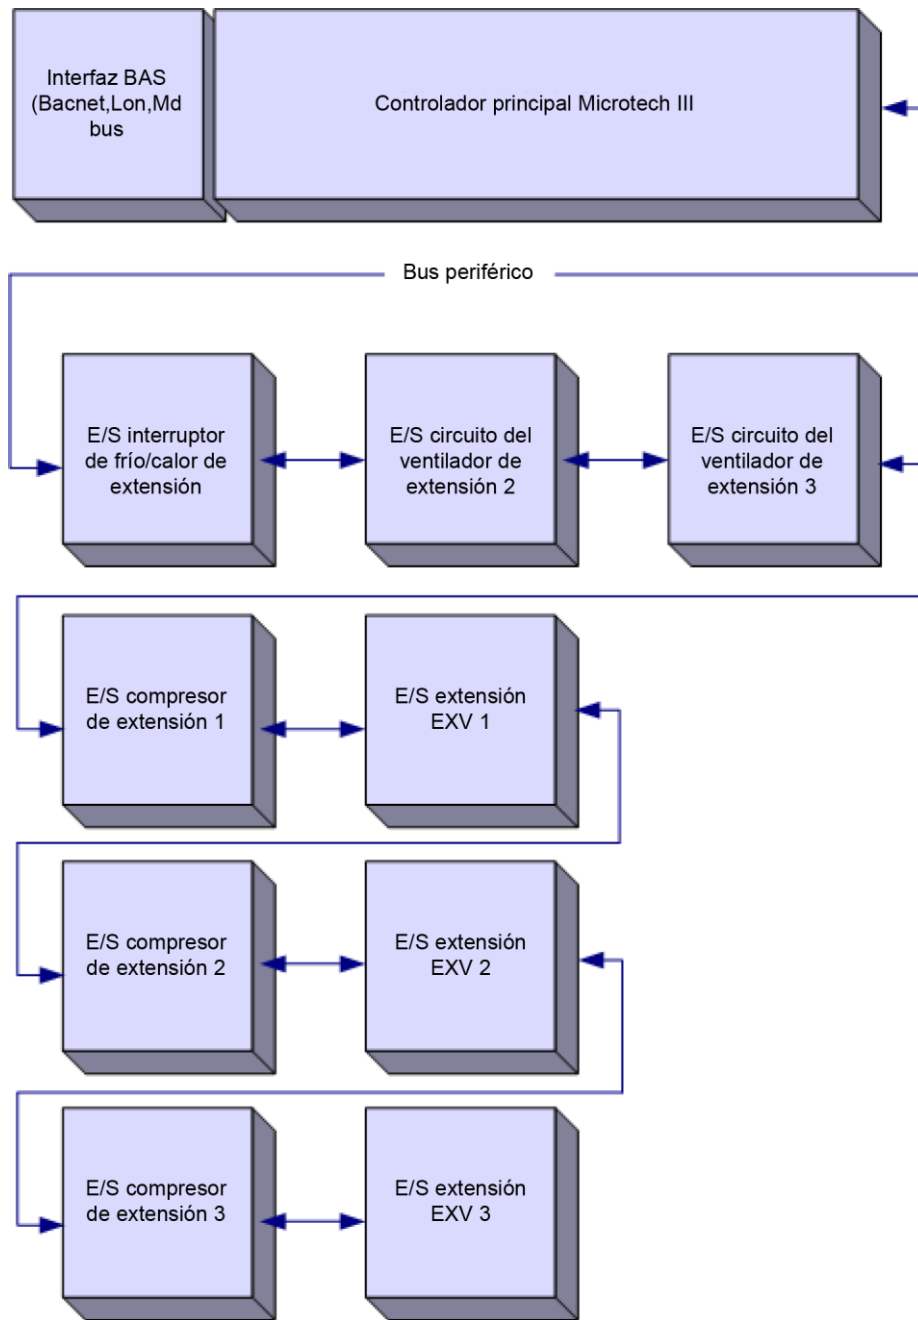 Interfaz BAS
(Bacnet,Lon,Md
bus
Controlador principal Microtech III
Bus periférico
E/S interruptor
de frío/calor de
extensión
E/S circuito del
ventilador de
extensión 2
E/S circuito del
ventilador de
extensión 3
E/S compresor
de extensión 1
E/S extensión
EXV 1
E/S compresor
de extensión 2
E/S extensión
EXV 2
E/S compresor
de extensión 3
E/S extensión
EXV 3